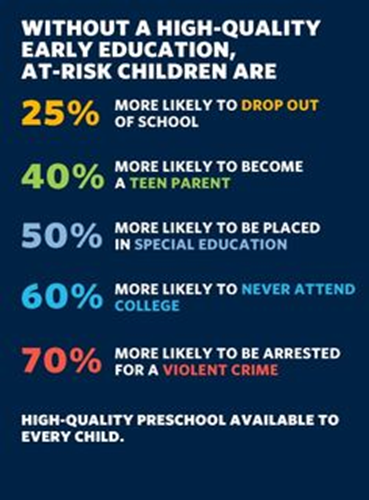 WITHOUT A HIGH-QUALITY
EARLY EDUCATION,
AT-RISK CHILDREN ARE
25% MORE LIKELY TO DROP OUT
OF SCHOOL
40% MORE LIKELY TO BECOME
A TEEN PARENT
50% MORE LIKELY TO BE PLACED
IN SPECIAL EDUCATION
60% MORE LIKELY TO NEVER ATTEND
COLLEGE
70% MORE LIKELY TO BE ARRESTED
FOR A VIOLENT CRIME
HIGH-QUALITY PRESCHOOL AVAILABLE TO
EVERY CHILD.